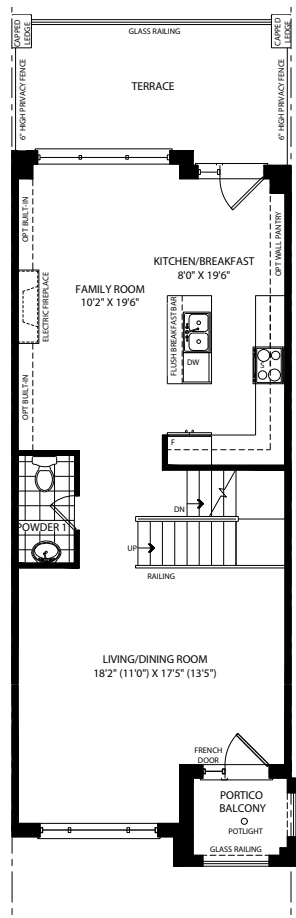 CAPPED
LEDGE
GLASS RAILING
CAPPED
LEDGE
6" HIGH PRIVACY FENCE
TERRACE
6" HIGH PRIVACY FENCE
OPT BUILT-IN
OPT WALL PANTRY
KITCHEN/BREAKFAST
8'0" X 19'6"
FAMILY ROOM
10'2" X 19'6"
ELECTRIC FIREPLACE
FLUSH BREAKFAST BAR
DW
S
OPT BUILT-IN
F
POWDER 1
DN
UP
RAILING
LIVING/DINING ROOM
18'2" (11'0") X 17'5" (13'5")
FRENCH
DOOR
PORTICO
BALCONY
POTLIGHT
GLASS RAILING